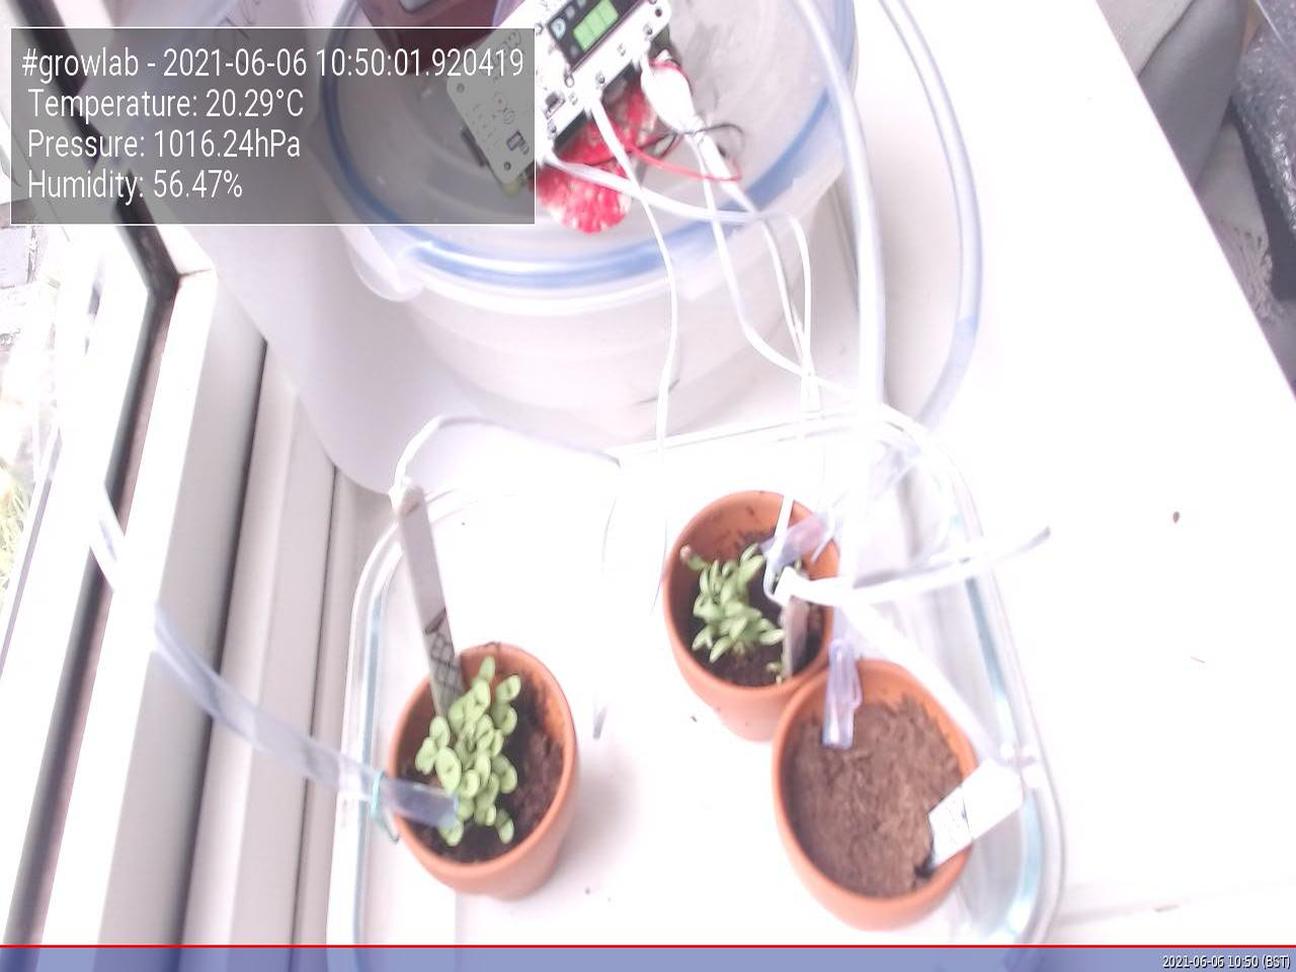 #growlab - 2021-06-06 10:50:01.920419
Temperature: 20.29°C
Pressure: 1016.24hPa
Humidity: 56.47%
2021-06-06 10:50 (BST)